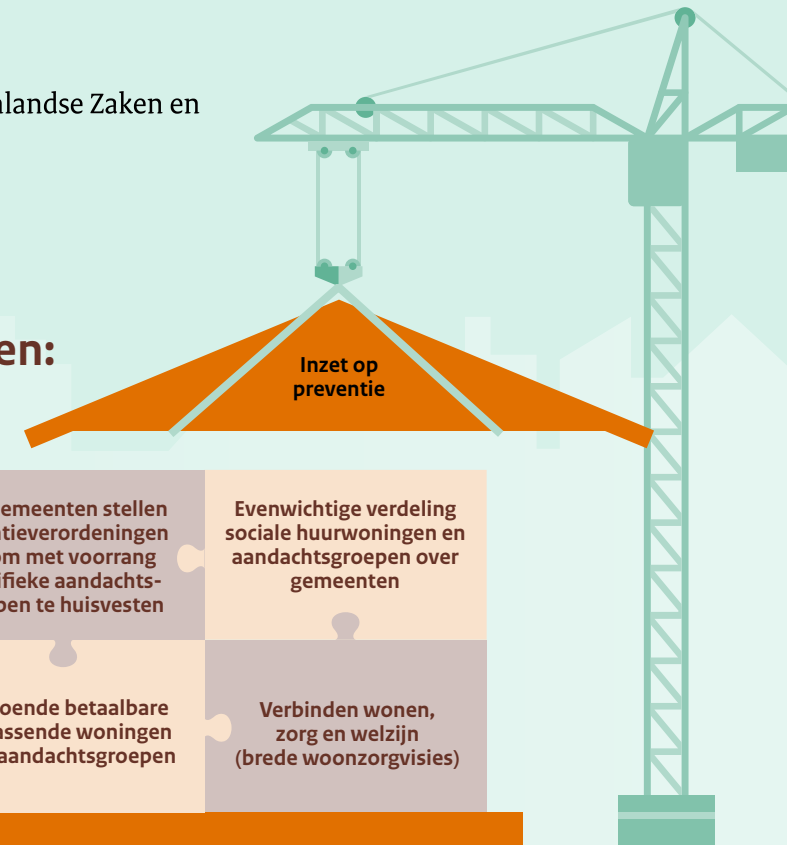 nlandse Zaken en
en:
Inzet op
preventie
emeenten stellen
tieverordeningen
om met voorrang
ifieke aandachts-
pen te huisvesten
Evenwichtige verdeling
sociale huurwoningen en
aandachtsgroepen over
gemeenten
oende betaalbare
assende woningen
aandachtsgroepen
Verbinden wonen,
zorg en welzijn
(brede woonzorgvisies)